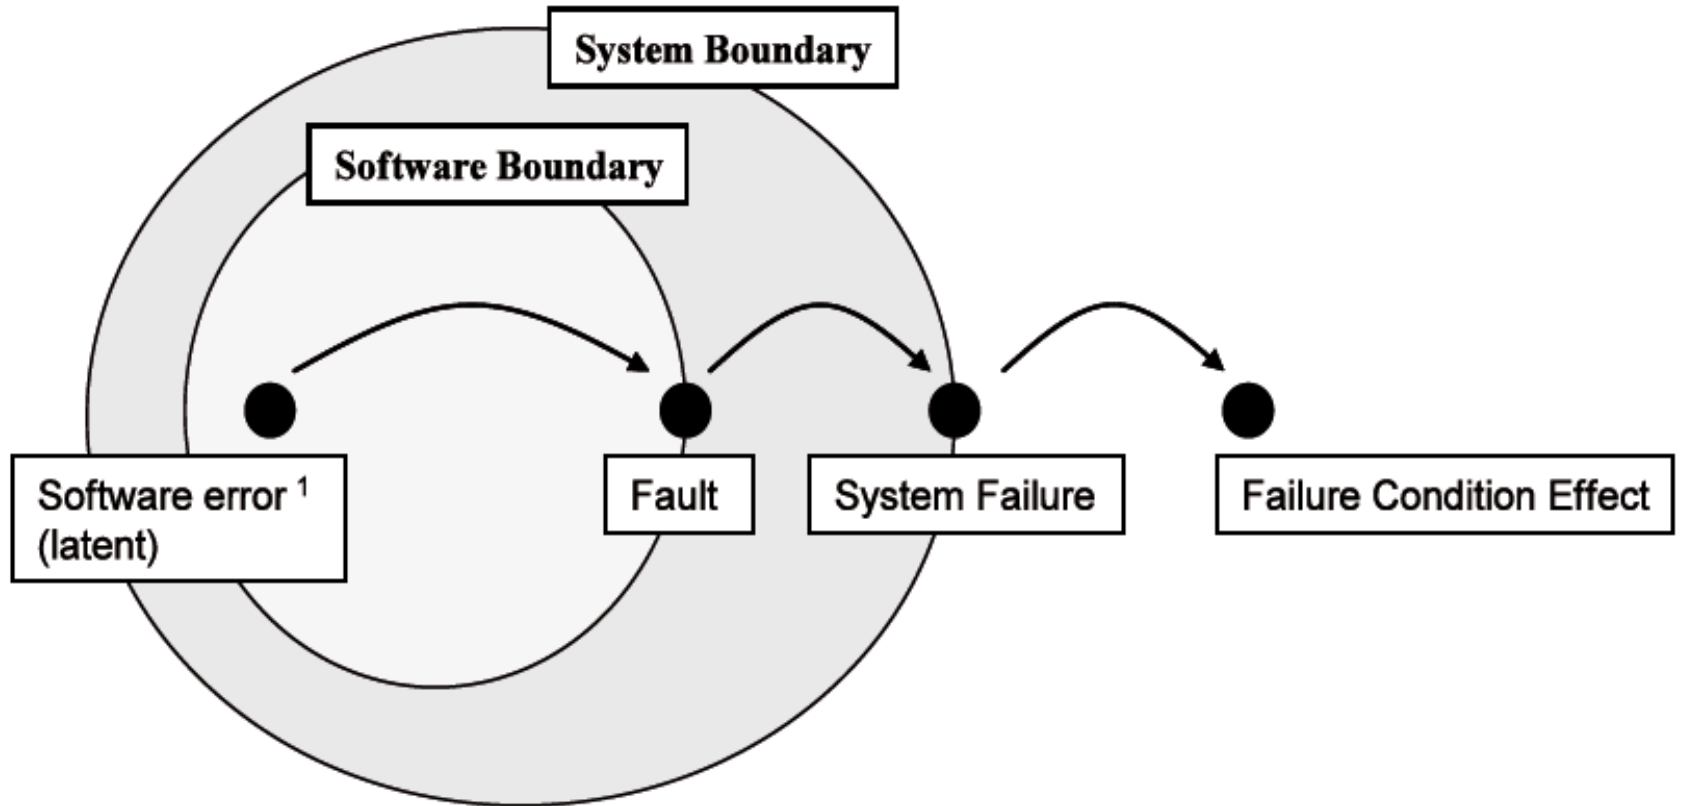 System Boundary
Software Boundary
Software error ¹
(latent)
Fault
System Failure
Failure Condition Effect